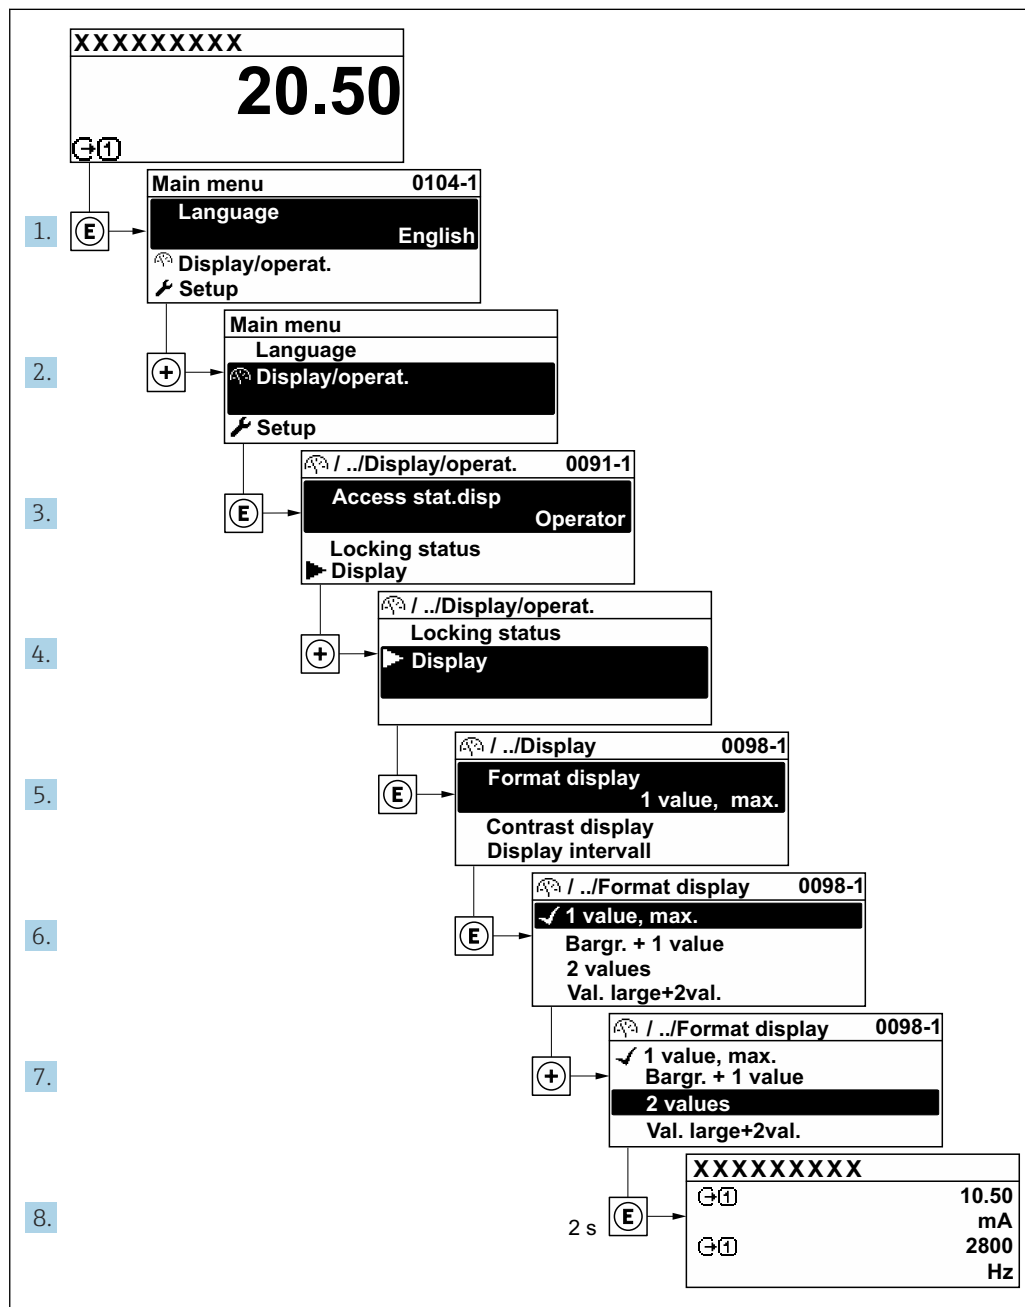 XXXXXXXXX
20.50
1
Main menu 0104-1
Language
English
Display/operat.
Setup
1.
E
Main menu
Language
Display/operat.
Setup
2.
+
/ ../Display/operat. 0091-1
Access stat.disp
Operator
Locking status
Display
3.
E
/ ../Display/operat.
Locking status
Display
4.
+
/ ../Display 0098-1
Format display
1 value, max.
Contrast display
Display intervall
5.
E
/ ../Format display 0098-1
1 value, max.
Bargr. + 1 value
2 values
Val. large+2val.
6.
E
/ ../Format display 0098-1
1 value, max.
Bargr. + 1 value
2 values
Val. large+2val.
7.
+
XXXXXXXXX
1 10.50
mA
1 2800
Hz
8.
2 s
E